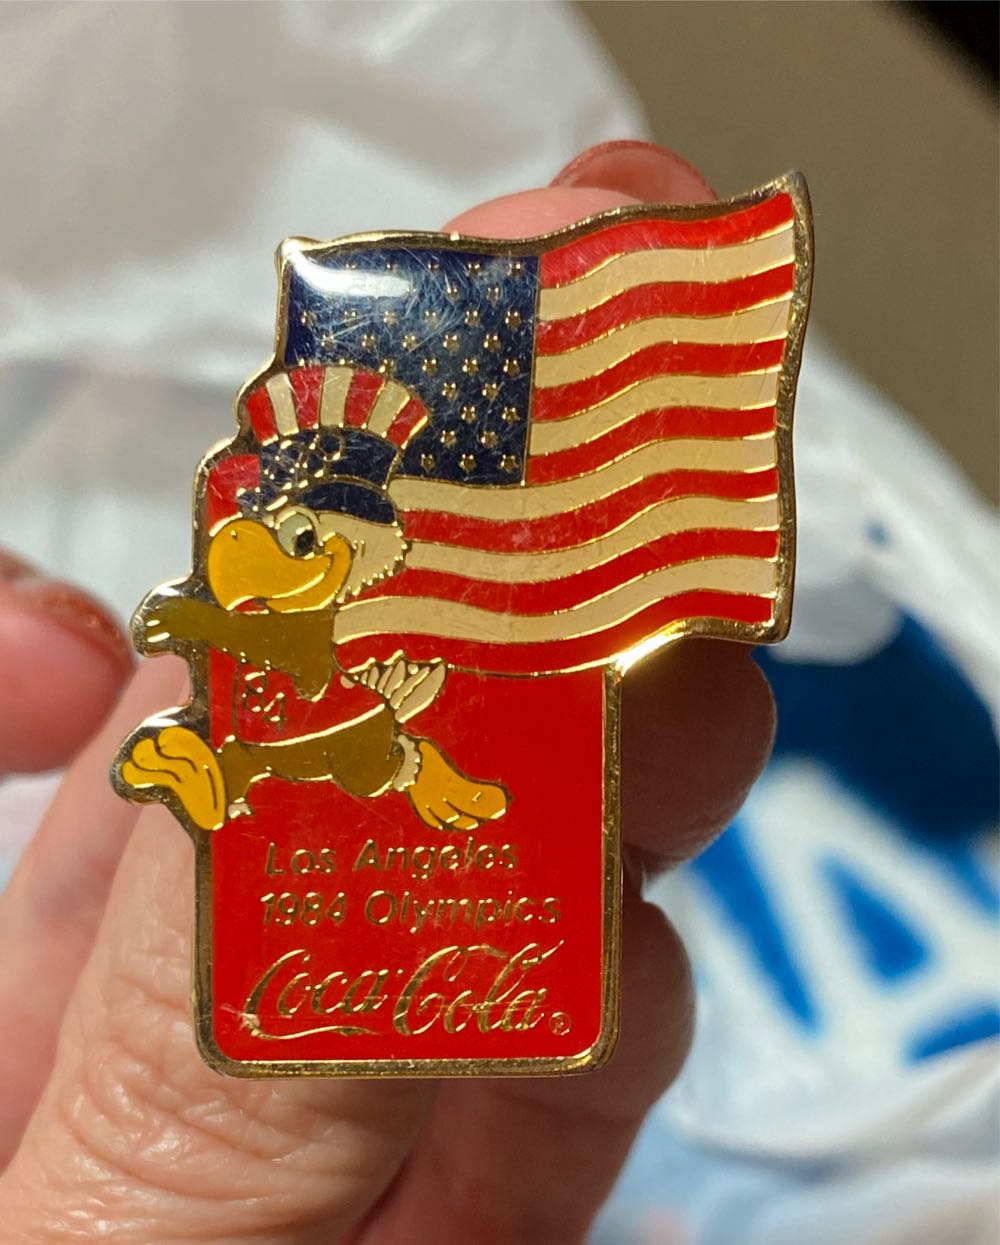 84
Los Angeles
1984 Olympics
Coca-Cola®